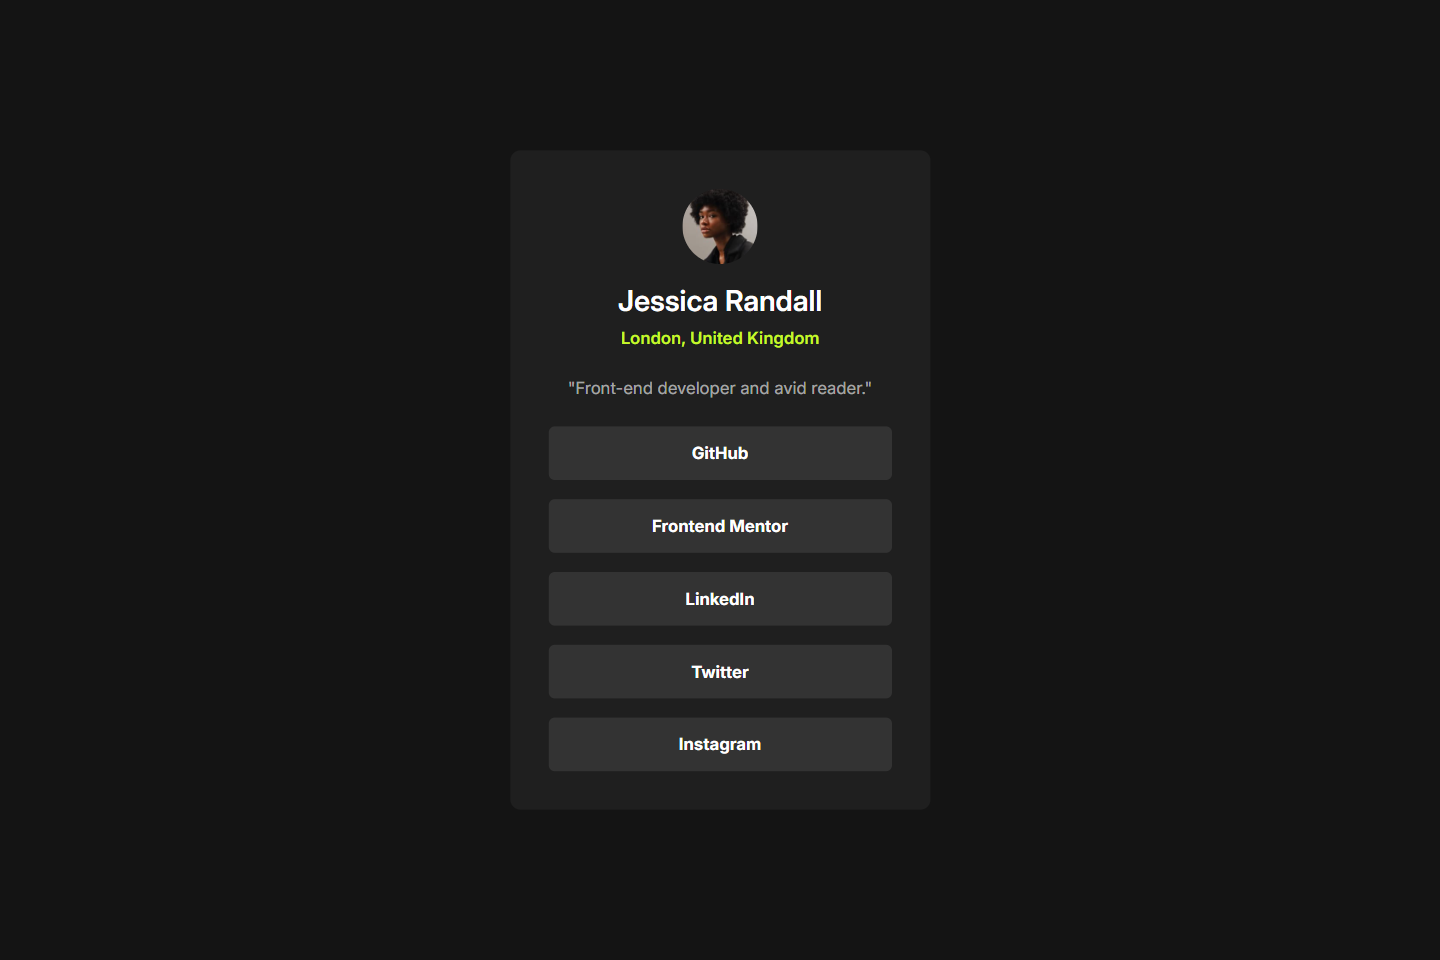 Jessica Randall
London, United Kingdom
"Front-end developer and avid reader."
GitHub
Frontend Mentor
LinkedIn
Twitter
Instagram